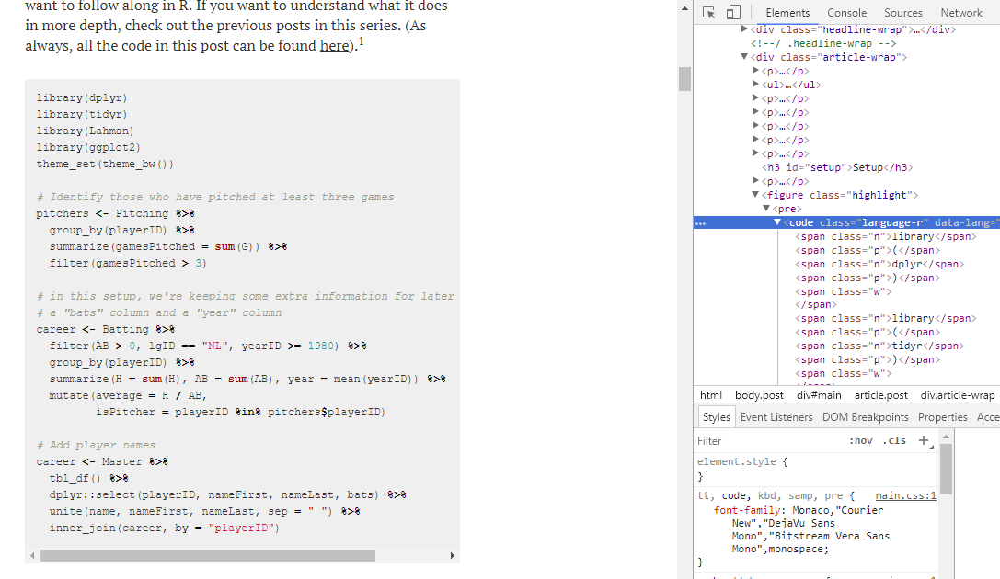 want to follow along in R. If you want to understand what it does
in more depth, check out the previous posts in this series. (As
always, all the code in this post can be found here).1
library(dplyr)
library(tidyr)
library(Lahman)
library(ggplot2)
theme_set(theme_bw())
# Identify those who have pitched at least three games
pitchers <- Pitching %>%
  group_by(playerID) %>%
  summarize(gamesPitched = sum(G)) %>%
  filter(gamesPitched > 3)
# in this setup, we're keeping some extra information for later
# a "bats" column and a "year" column
career <- Batting %>%
  filter(AB > 0, lgID == "NL", yearID >= 1980) %>%
  group_by(playerID) %>%
  summarize(H = sum(H), AB = sum(AB), year = mean(yearID)) %>%
  mutate(average = H / AB,
         isPitcher = playerID %in% pitchers$playerID)
# Add player names
career <- Master %>%
  tbl_df() %>%
  dplyr::select(playerID, nameFirst, nameLast, bats) %>%
  unite(name, nameFirst, nameLast, sep = " ") %>%
  inner_join(career, by = "playerID")
Elements Console Sources Network
<div class="headline-wrap">…</div>
<!--/ .headline-wrap -->
<div class="article-wrap">
<p>…</p>
<ul>…</ul>
<p>…</p>
<p>…</p>
<p>…</p>
<p>…</p>
<p>…</p>
<h3 id="setup">Setup</h3>
<p>…</p>
<figure class="highlight">
<pre>
... <code class="language-r" data-lang="
<span class="n">library</span>
<span class="p">(</span>
<span class="n">dplyr</span>
<span class="p">)</span>
<span class="w">
</span>
<span class="n">library</span>
<span class="p">(</span>
<span class="n">tidyr</span>
<span class="p">)</span>
<span class="w">
html body.post div#main article.post div.article-wrap
Styles Event Listeners DOM Breakpoints Properties Acce
Filter :hov .cls +
element.style {
}
tt, code, kbd, samp, pre { main.css:1
font-family: Monaco,"Courier
New","DejaVu Sans
Mono","Bitstream Vera Sans
Mono",monospace;
}